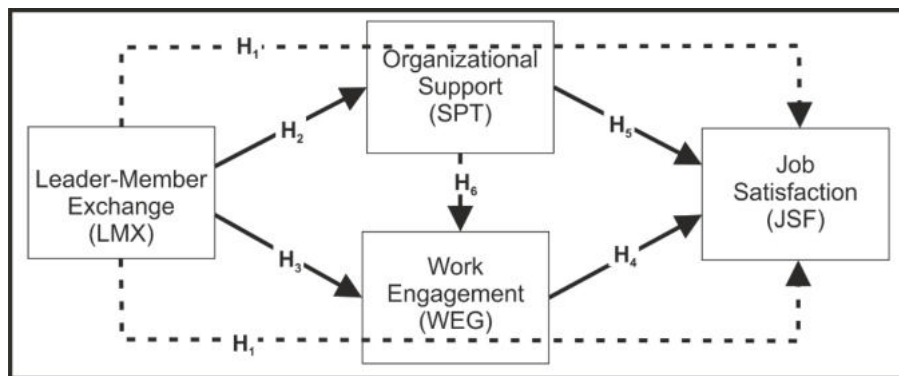 H₁
Organizational
Support
(SPT)
H₂
H₅
Leader-Member
Exchange
(LMX)
H₆
Job
Satisfaction
(JSF)
H₃
Work
Engagement
(WEG)
H₄
H₁